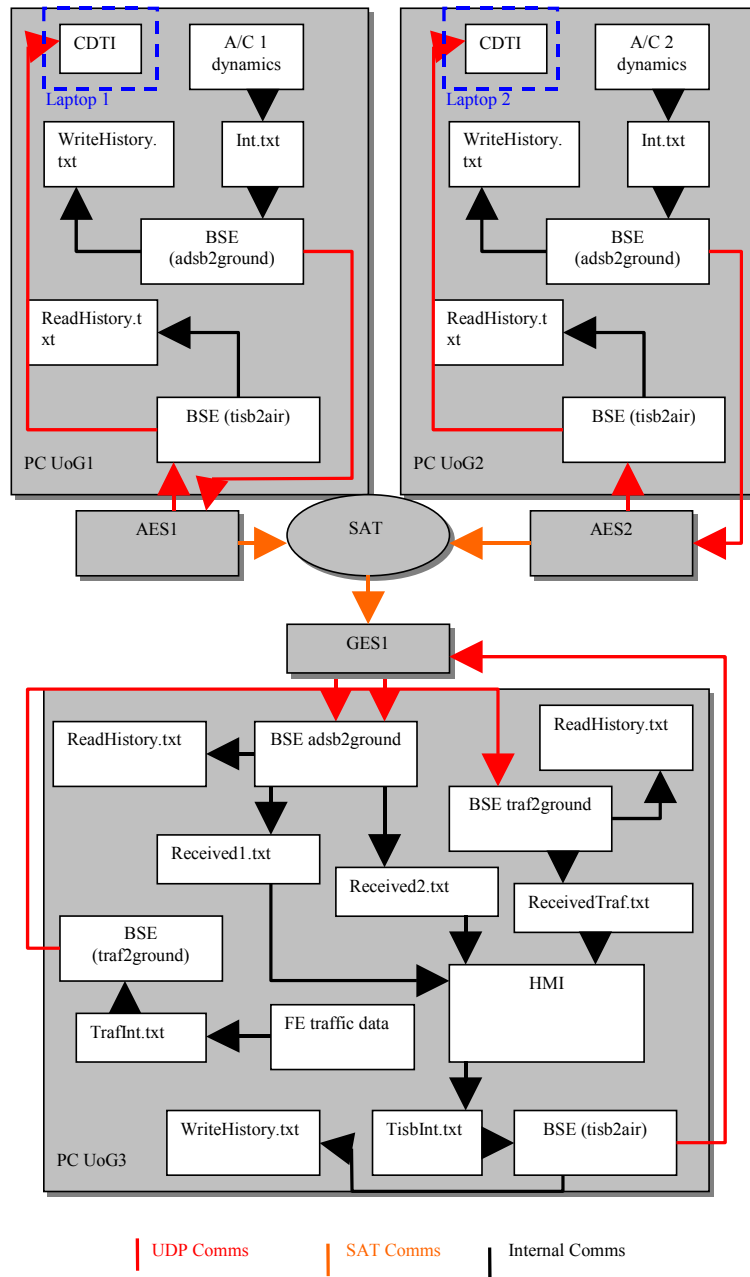 CDTI
A/C 1
dynamics
Laptop 1
WriteHistory.
txt
Int.txt
BSE
(adsb2ground)
ReadHistory.t
xt
BSE (tisb2air)
PC UoG1
CDTI
A/C 2
dynamics
Laptop 2
WriteHistory.
txt
Int.txt
BSE
(adsb2ground)
ReadHistory.t
xt
BSE (tisb2air)
PC UoG2
AES1
SAT
AES2
GES1
ReadHistory.txt
BSE adsb2ground
ReadHistory.txt
BSE traf2ground
Received1.txt
Received2.txt
ReceivedTraf.txt
BSE
(traf2ground)
HMI
TrafInt.txt
FE traffic data
WriteHistory.txt
TisbInt.txt
BSE (tisb2air)
PC UoG3
UDP Comms
SAT Comms
Internal Comms